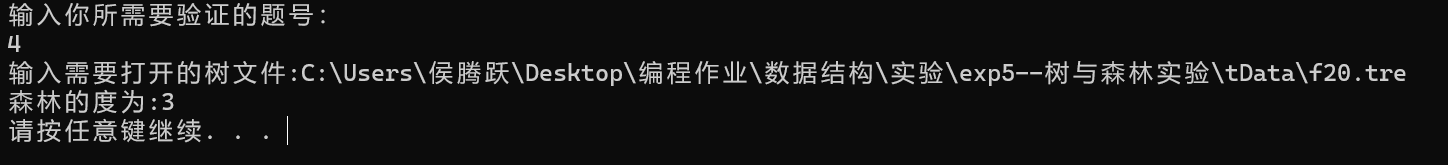 输入你所需要验证的题号:
4
输入需要打开的树文件:C:\Users\侯腾跃\Desktop\编程作业\数据结构\实验\exp5--树与森林实验\tData\f20.tre
森林的度为:3
请按任意键继续. . .